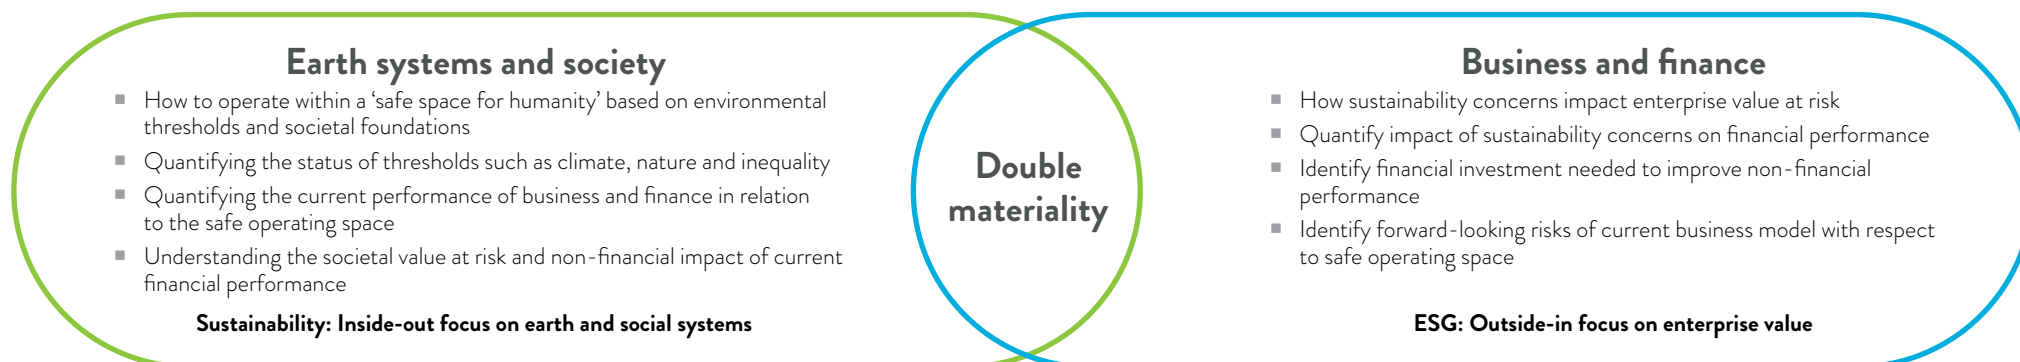 Earth systems and society
■ How to operate within a ‘safe space for humanity’ based on environmental
thresholds and societal foundations
■ Quantifying the status of thresholds such as climate, nature and inequality
■ Quantifying the current performance of business and finance in relation
to the safe operating space
■ Understanding the societal value at risk and non-financial impact of current
financial performance
Sustainability: Inside-out focus on earth and social systems
Double
materiality
Business and finance
■ How sustainability concerns impact enterprise value at risk
■ Quantify impact of sustainability concerns on financial performance
■ Identify financial investment needed to improve non-financial
performance
■ Identify forward-looking risks of current business model with respect
to safe operating space
ESG: Outside-in focus on enterprise value